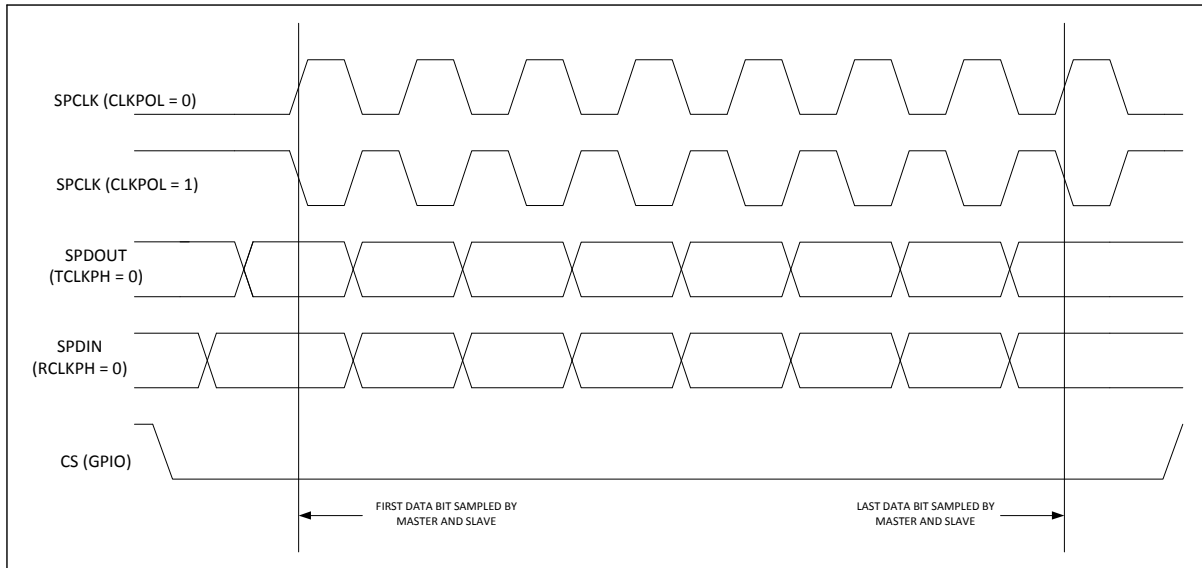 SPCLK (CLKPOL = 0)
SPCLK (CLKPOL = 1)
SPDOUT
(TCLKPH = 0)
SPDIN
(RCLKPH = 0)
CS (GPIO)
FIRST DATA BIT SAMPLED BY
MASTER AND SLAVE
LAST DATA BIT SAMPLED BY
MASTER AND SLAVE